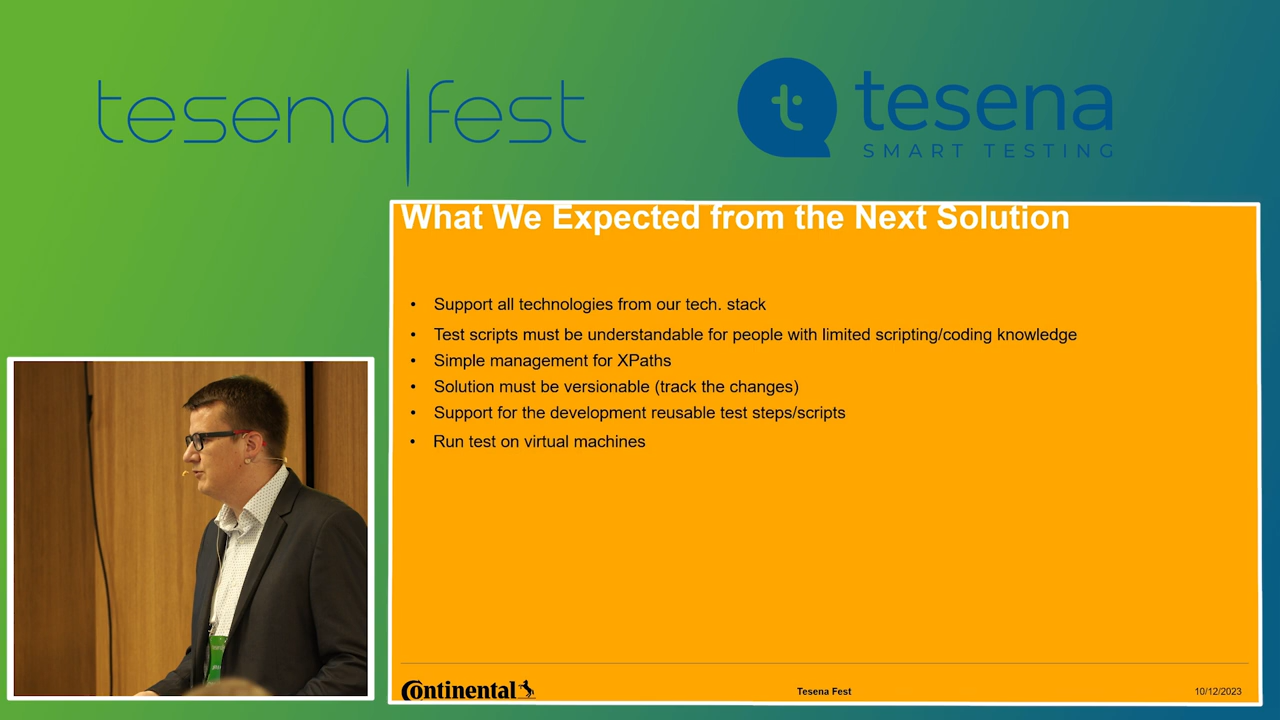 tesena|fest
tesena
SMART TESTING
What We Expected from the Next Solution
• Support all technologies from our tech. stack
• Test scripts must be understandable for people with limited scripting/coding knowledge
• Simple management for XPaths
• Solution must be versionable (track the changes)
• Support for the development reusable test steps/scripts
• Run test on virtual machines
Continental
Tesena Fest
10/12/2023